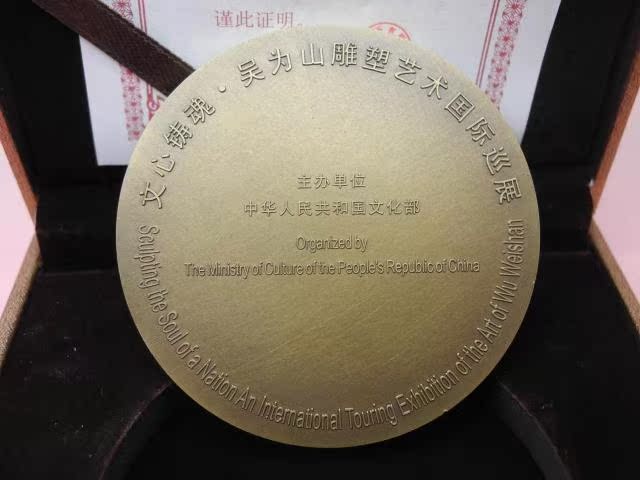 谨此证明。
文心铸魂·吴为山雕塑艺术国际巡展
主办单位
中华人民共和国文化部
Organized by
The Ministry of Culture of the People's Republic of China
Sculpting the Soul of a Nation An International Touring Exhibition of the Art of Wu Weishan